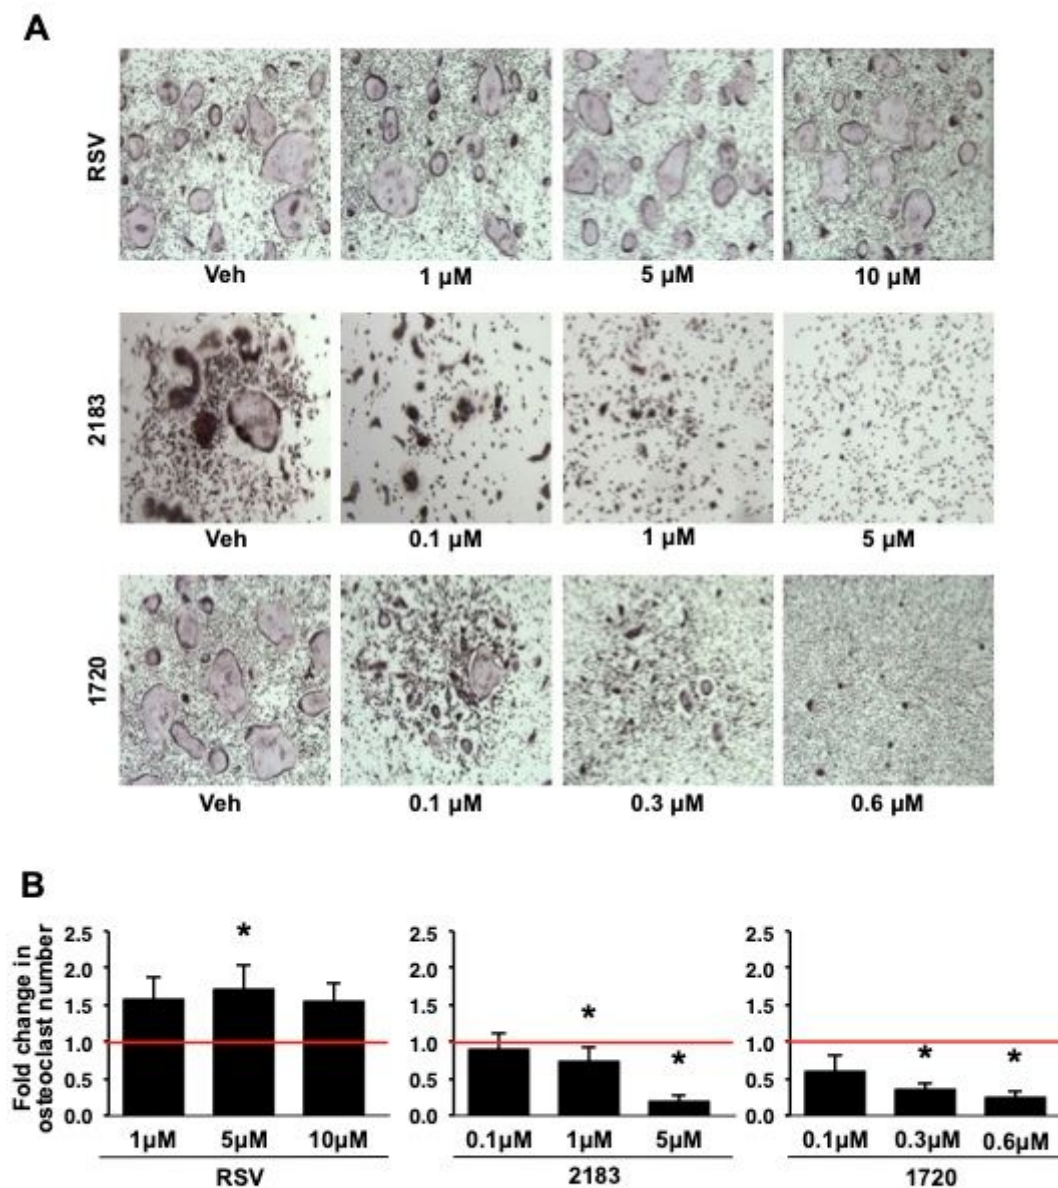 A
RSV
Veh 1 µM 5 µM 10 µM
2183
Veh 0.1 µM 1 µM 5 µM
1720
Veh 0.1 µM 0.3 µM 0.6 µM
B
Fold change in
osteoclast number
2.5
2.0
1.5
1.0
0.5
0.0
*
1µM 5µM 10µM
RSV
2.5
2.0
1.5
1.0
0.5
0.0
*
*
0.1µM 1µM 5µM
2183
2.5
2.0
1.5
1.0
0.5
0.0
* *
0.1µM 0.3µM 0.6µM
1720